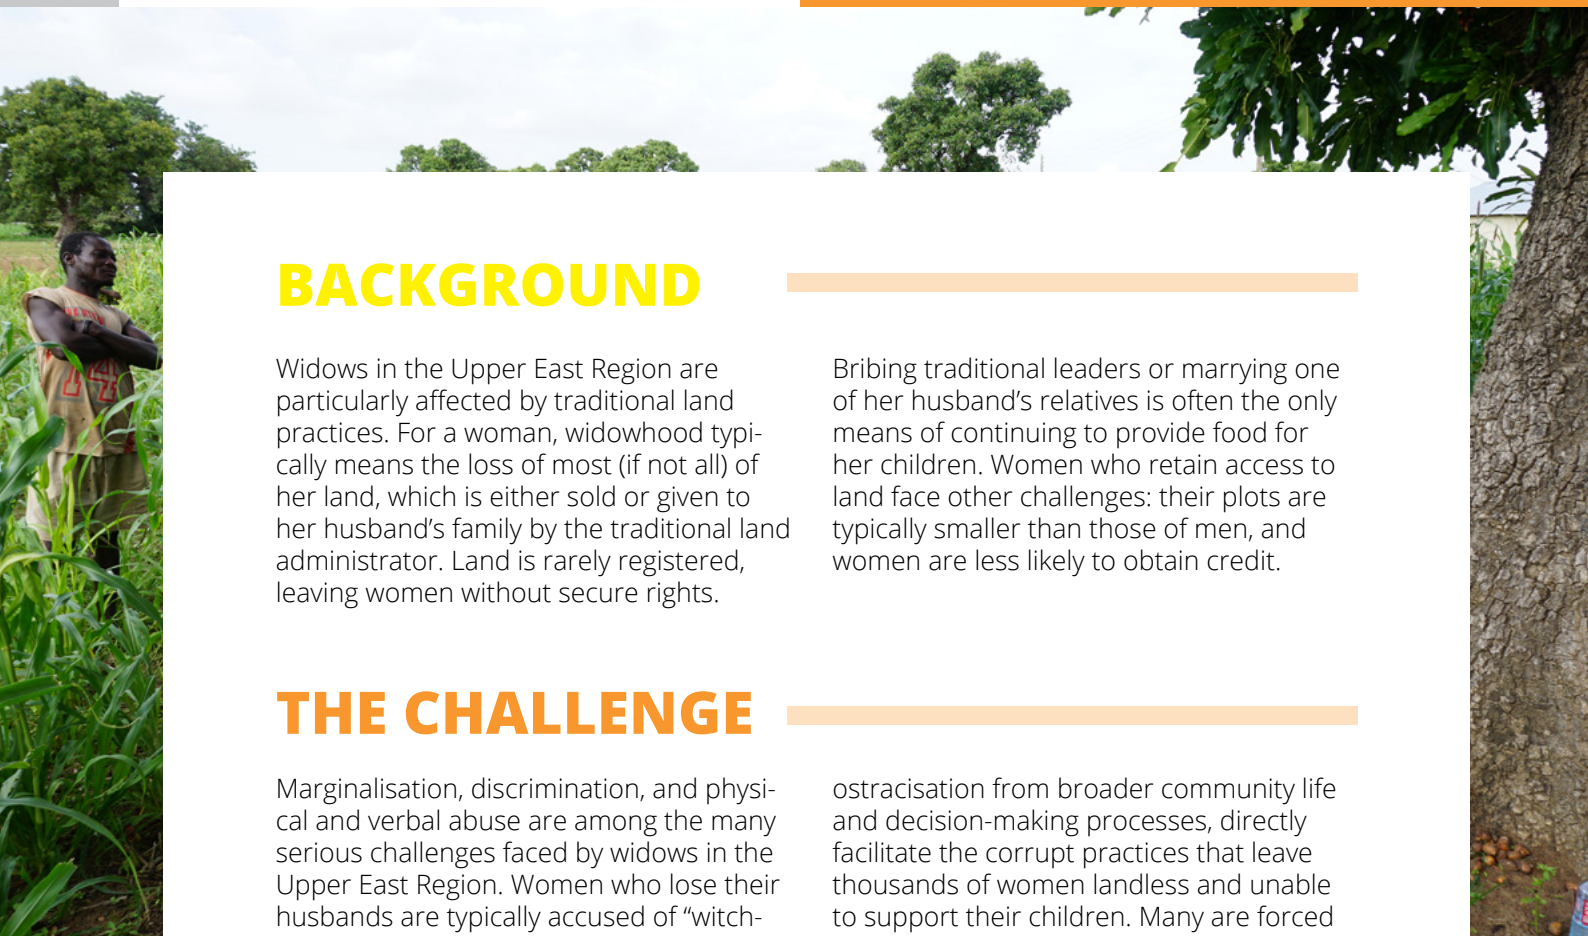 BACKGROUND
Widows in the Upper East Region are
particularly affected by traditional land
practices. For a woman, widowhood typi-
cally means the loss of most (if not all) of
her land, which is either sold or given to
her husband’s family by the traditional land
administrator. Land is rarely registered,
leaving women without secure rights.
Bribing traditional leaders or marrying one
of her husband’s relatives is often the only
means of continuing to provide food for
her children. Women who retain access to
land face other challenges: their plots are
typically smaller than those of men, and
women are less likely to obtain credit.
THE CHALLENGE
Marginalisation, discrimination, and physi-
cal and verbal abuse are among the many
serious challenges faced by widows in the
Upper East Region. Women who lose their
husbands are typically accused of “witch-
ostracisation from broader community life
and decision-making processes, directly
facilitate the corrupt practices that leave
thousands of women landless and unable
to support their children. Many are forced
14